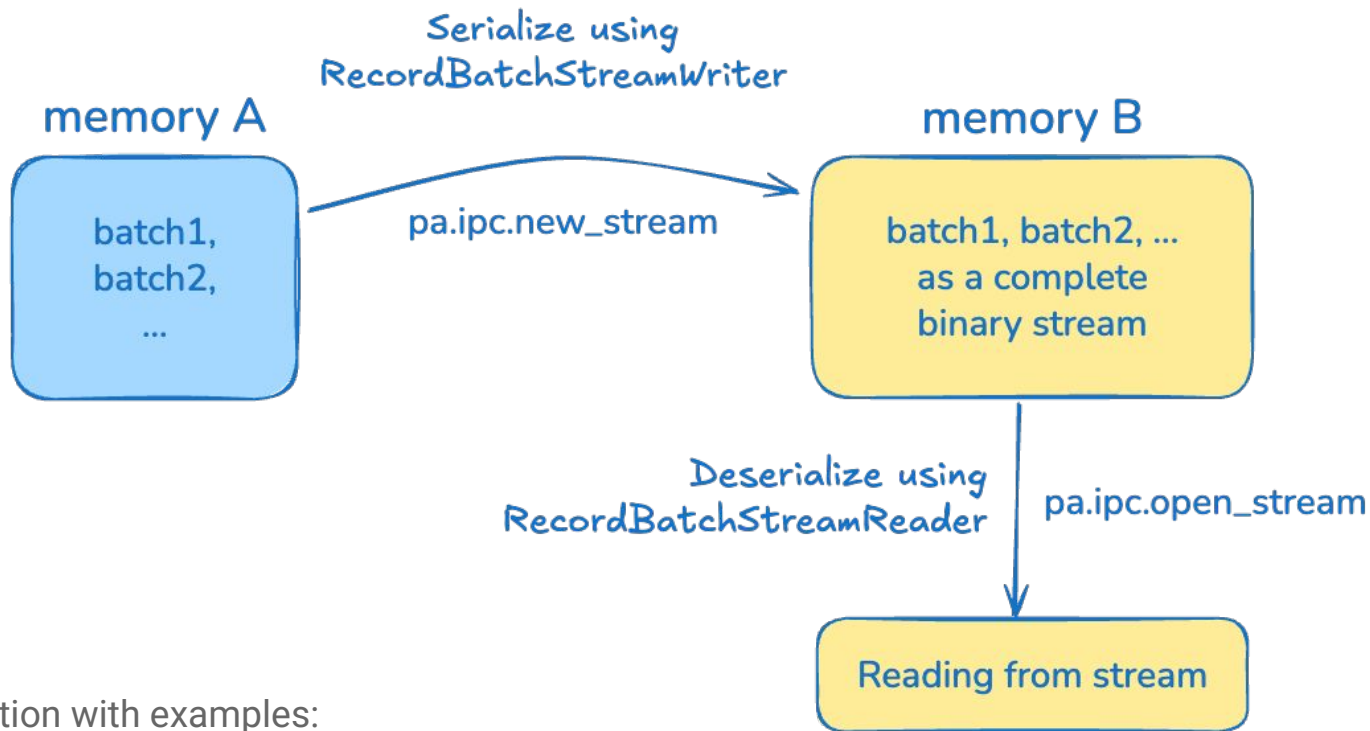 Serialize using
RecordBatchStreamWriter
memory A
memory B
batch1,
batch2,
...
pa.ipc.new_stream
batch1, batch2, ...
as a complete
binary stream
Deserialize using
RecordBatchStreamReader
pa.ipc.open_stream
Reading from stream
tion with examples: